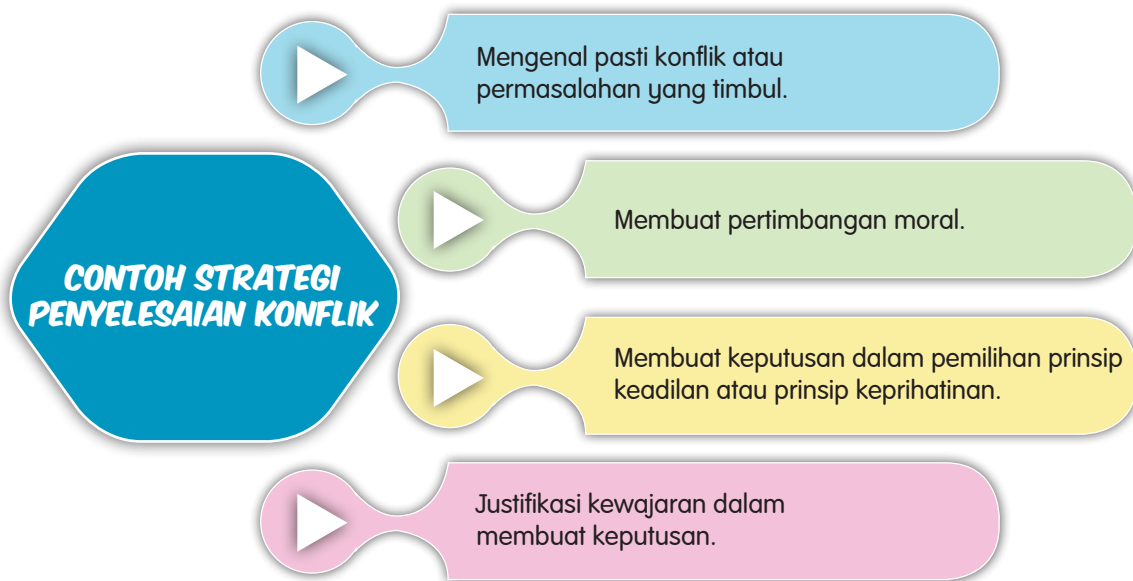 Mengenal pasti konflik atau
permasalahan yang timbul.
Membuat pertimbangan moral.
CONTOH STRATEGI
PENYELESAIAN KONFLIK
Membuat keputusan dalam pemilihan prinsip
keadilan atau prinsip keprihatinan.
Justifikasi kewajaran dalam
membuat keputusan.